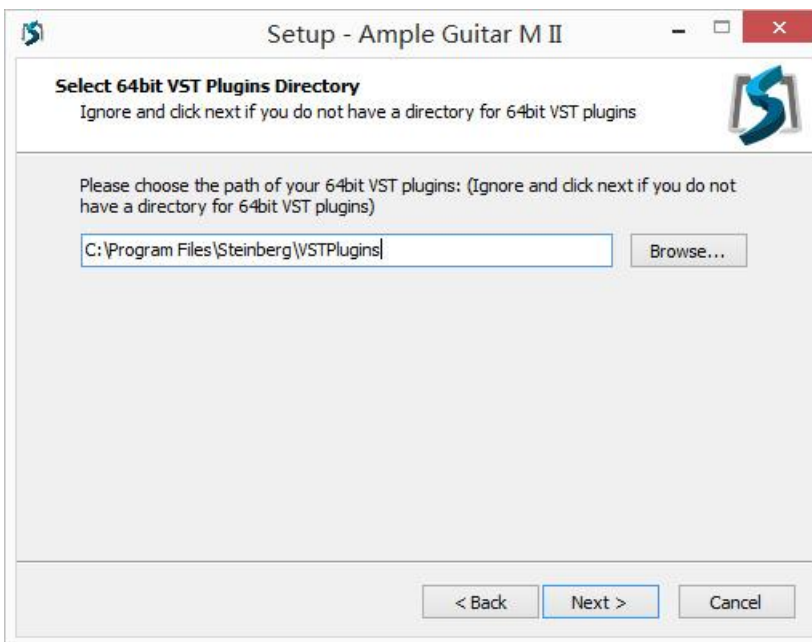 Setup - Ample Guitar M II
Select 64bit VST Plugins Directory
Ignore and click next if you do not have a directory for 64bit VST plugins
Please choose the path of your 64bit VST plugins: (Ignore and click next if you do not
have a directory for 64bit VST plugins)
C:\Program Files\Steinberg\VSTPlugins
Browse...
< Back
Next >
Cancel